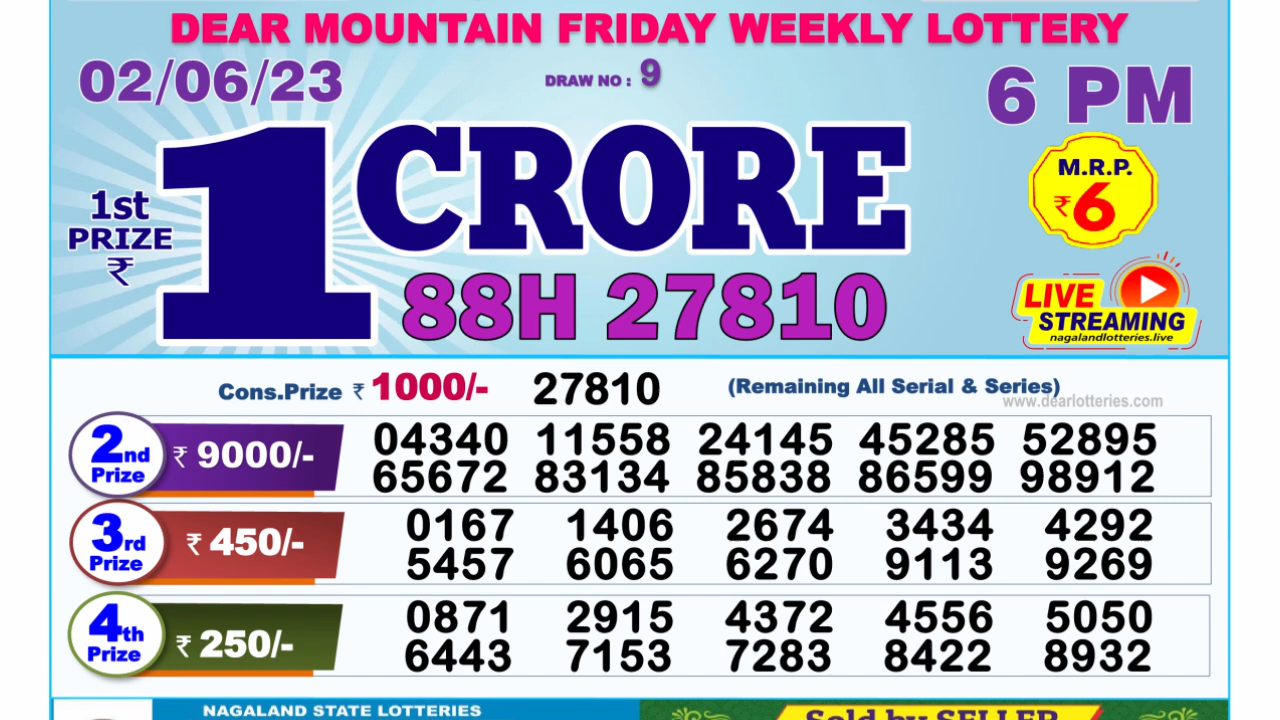 DEAR MOUNTAIN FRIDAY WEEKLY LOTTERY
02/06/23 DRAW NO : 9 6 PM
1st PRIZE ₹ 1 CRORE
M.R.P. ₹6
88H 27810
LIVE
STREAMING
nagalandlotteries.live
Cons.Prize ₹ 1000/- 27810 (Remaining All Serial & Series)
www.dearlotteries.com
2nd Prize ₹ 9000/-
04340 11558 24145 45285 52895
65672 83134 85838 86599 98912
3rd Prize ₹ 450/-
0167 1406 2674 3434 4292
5457 6065 6270 9113 9269
4th Prize ₹ 250/-
0871 2915 4372 4556 5050
6443 7153 7283 8422 8932
NAGALAND STATE LOTTERIES
Sold by SELLER